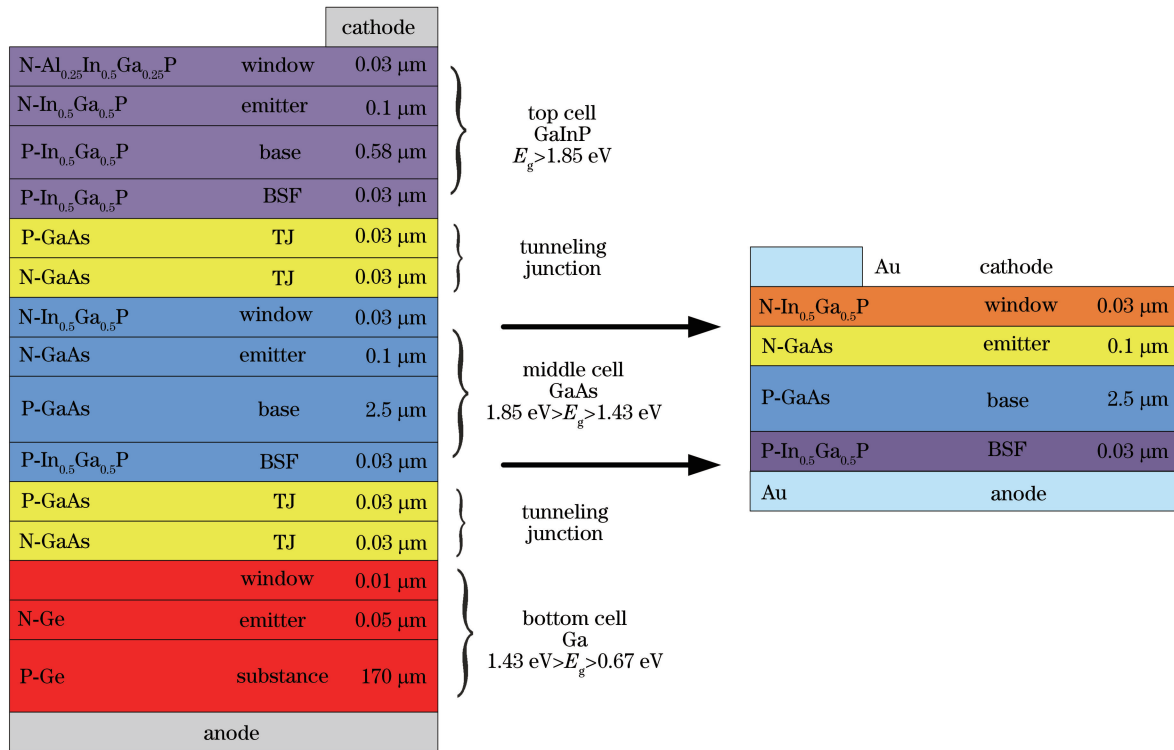 cathode
N-Al0.25In0.5Ga0.25P window 0.03 μm
N-In0.5Ga0.5P emitter 0.1 μm
P-In0.5Ga0.5P base 0.58 μm
P-In0.5Ga0.5P BSF 0.03 μm
P-GaAs TJ 0.03 μm
N-GaAs TJ 0.03 μm
N-In0.5Ga0.5P window 0.03 μm
N-GaAs emitter 0.1 μm
P-GaAs base 2.5 μm
P-In0.5Ga0.5P BSF 0.03 μm
P-GaAs TJ 0.03 μm
N-GaAs TJ 0.03 μm
window 0.01 μm
N-Ge emitter 0.05 μm
P-Ge substance 170 μm
anode
top cell
GaInP
Eg>1.85 eV
tunneling
junction
middle cell
GaAs
1.85 eV>Eg>1.43 eV
tunneling
junction
bottom cell
Ga
1.43 eV>Eg>0.67 eV
Au cathode
N-In0.5Ga0.5P window 0.03 μm
N-GaAs emitter 0.1 μm
P-GaAs base 2.5 μm
P-In0.5Ga0.5P BSF 0.03 μm
Au anode